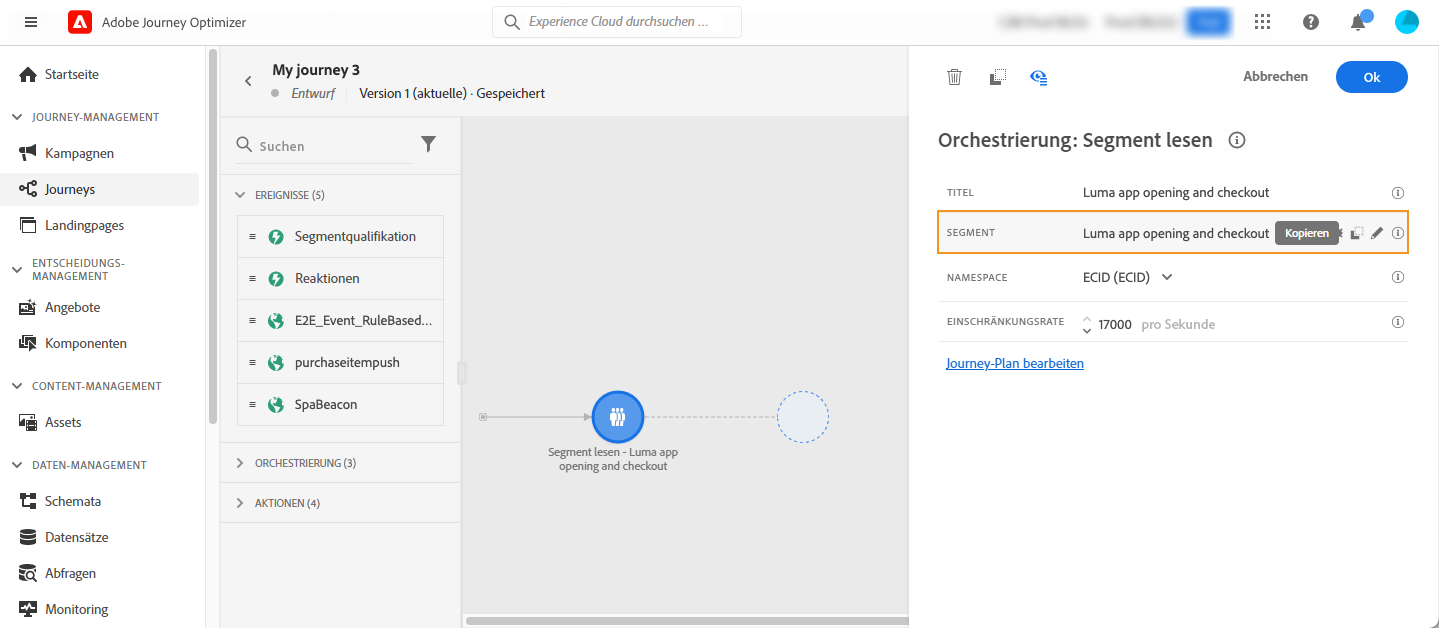 Adobe Journey Optimizer
Experience Cloud durchsuchen ...
Startseite
JOURNEY-MANAGEMENT
Kampagnen
Journeys
Landingpages
ENTSCHEIDUNGS-
MANAGEMENT
Angebote
Komponenten
CONTENT-MANAGEMENT
Assets
DATEN-MANAGEMENT
Schemata
Datensätze
Abfragen
Monitoring
My journey 3
Entwurf
Version 1 (aktuelle) · Gespeichert
Suchen
EREIGNISSE (5)
Segmentqualifikation
Reaktionen
E2E_Event_RuleBased...
purchaseitempush
SpaBeacon
ORCHESTRIERUNG (3)
AKTIONEN (4)
Segment lesen - Luma app
opening and checkout
Abbrechen
Ok
Orchestrierung: Segment lesen
TITEL Luma app opening and checkout
SEGMENT Luma app opening and checkout Kopieren
NAMESPACE ECID (ECID)
EINSCHRÄNKUNGSRATE 17000 pro Sekunde
Journey-Plan bearbeiten